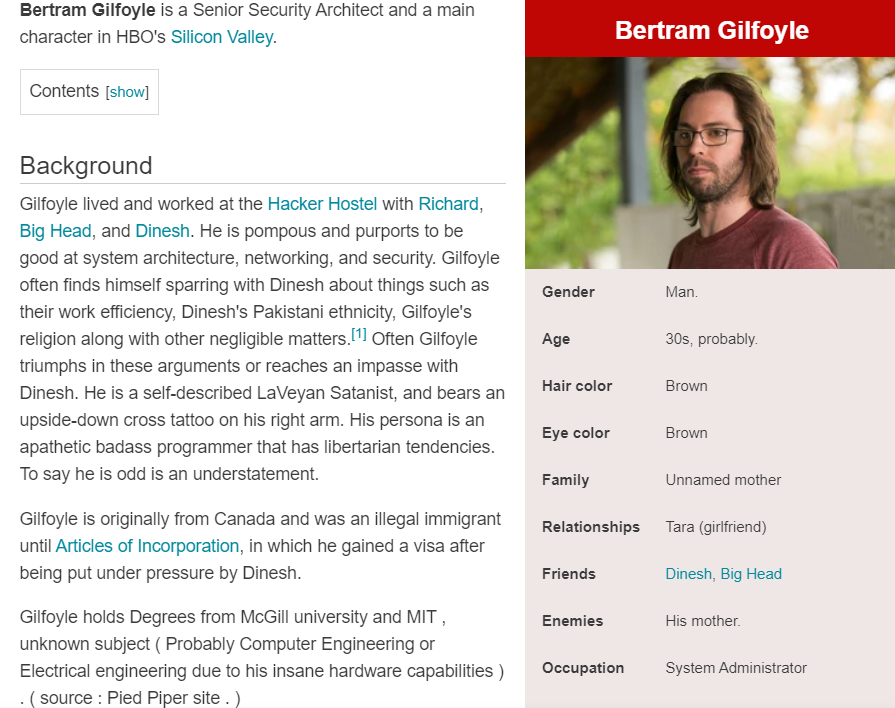 Bertram Gilfoyle is a Senior Security Architect and a main
character in HBO's Silicon Valley.
Contents [show]
Background
Gilfoyle lived and worked at the Hacker Hostel with Richard,
Big Head, and Dinesh. He is pompous and purports to be
good at system architecture, networking, and security. Gilfoyle
often finds himself sparring with Dinesh about things such as
their work efficiency, Dinesh's Pakistani ethnicity, Gilfoyle's
religion along with other negligible matters.[1] Often Gilfoyle
triumphs in these arguments or reaches an impasse with
Dinesh. He is a self-described LaVeyan Satanist, and bears an
upside-down cross tattoo on his right arm. His persona is an
apathetic badass programmer that has libertarian tendencies.
To say he is odd is an understatement.
Gilfoyle is originally from Canada and was an illegal immigrant
until Articles of Incorporation, in which he gained a visa after
being put under pressure by Dinesh.
Gilfoyle holds Degrees from McGill university and MIT ,
unknown subject ( Probably Computer Engineering or
Electrical engineering due to his insane hardware capabilities )
. ( source : Pied Piper site . )
Bertram Gilfoyle
Gender Man.
Age 30s, probably.
Hair color Brown
Eye color Brown
Family Unnamed mother
Relationships Tara (girlfriend)
Friends Dinesh, Big Head
Enemies His mother.
Occupation System Administrator